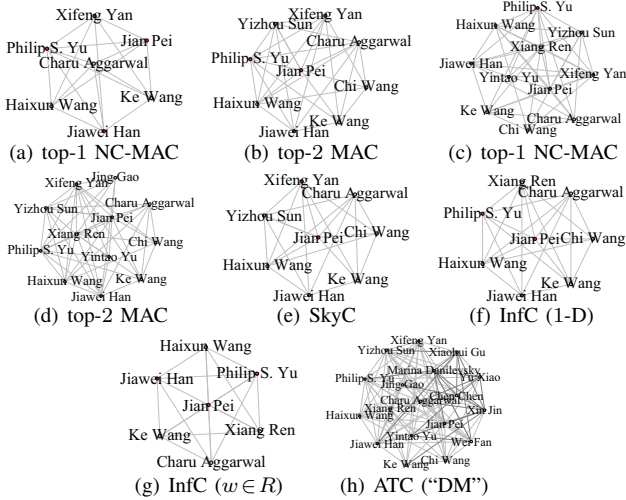 Xifeng Yan
Philip S. Yu
Jian Pei
Charu Aggarwal
Haixun Wang
Ke Wang
Jiawei Han
(a) top-1 NC-MAC
Xifeng Yan
Yizhou Sun
Charu Aggarwal
Philip S. Yu
Jian Pei
Chi Wang
Haixun Wang
Ke Wang
Jiawei Han
(b) top-2 MAC
Philip S. Yu
Haixun Wang
Yizhou Sun
Xiang Ren
Jiawei Han
Xifeng Yan
Yintao Yu
Jian Pei
Ke Wang
Charu Aggarwal
Chi Wang
(c) top-1 NC-MAC
Jing Gao
Xifeng Yan
Yizhou Sun
Charu Aggarwal
Jian Pei
Xiang Ren
Chi Wang
Philip S. Yu
Yintao Yu
Haixun Wang
Ke Wang
Jiawei Han
(d) top-2 MAC
Xifeng Yan
Charu Aggarwal
Yizhou Sun
Jian Pei
Chi Wang
Haixun Wang
Ke Wang
Jiawei Han
(e) SkyC
Xiang Ren
Charu Aggarwal
Philip S. Yu
Jian Pei
Chi Wang
Haixun Wang
Ke Wang
Jiawei Han
(f) InfC (1-D)
Haixun Wang
Jiawei Han
Philip S. Yu
Jian Pei
Ke Wang
Xiang Ren
Charu Aggarwal
(g) InfC (w ∈ R)
Xifeng Yan
Yizhou Sun
Xiaohui Gu
Marina Danilevsky
Philip S. Yu
Yu Xiao
Jing Gao
Chen Chen
Charu Aggarwal
Xiang Ren
Xin Jin
Haixun Wang
Jian Pei
Yintao Yu
Jiawei Han
Wei Fan
Chi Wang
Ke Wang
(h) ATC ("DM")